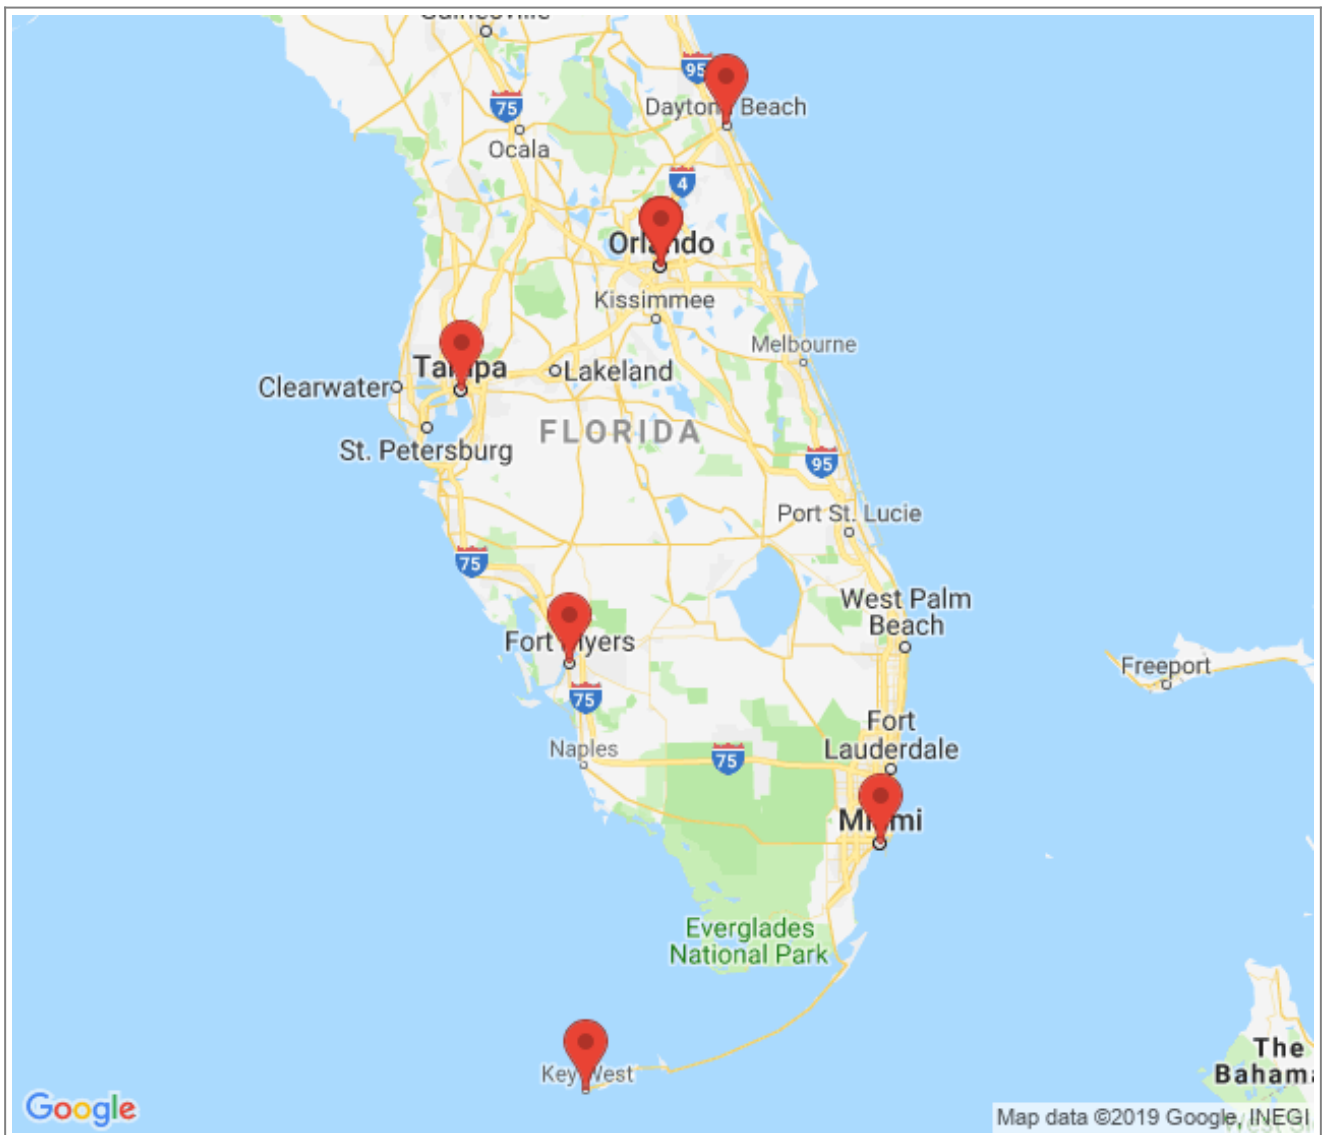 95
Daytona Beach
75
Ocala
4
Orlando
Kissimmee
Melbourne
Tampa
Lakeland
Clearwater
FLORIDA
St. Petersburg
95
Port St. Lucie
75
West Palm
Beach
Fort Myers
Freeport
75
Fort
Lauderdale
Naples
75
Miami
Everglades
National Park
The
Key West
Google
Map data ©2019 Google, INEGI